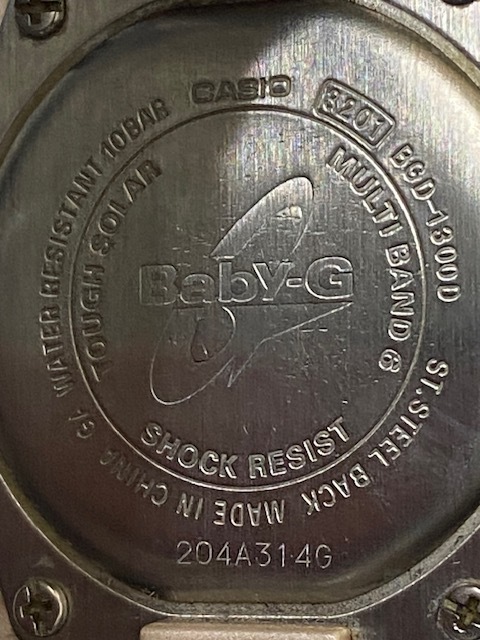 CASIO 3201 BGD-1300D
ST.STEEL BACK MADE IN CHINA GA WATER RESISTANT 10BAR
TOUGH SOLAR
MULTI BAND 6
BabY-G
SHOCK RESIST
204A314G